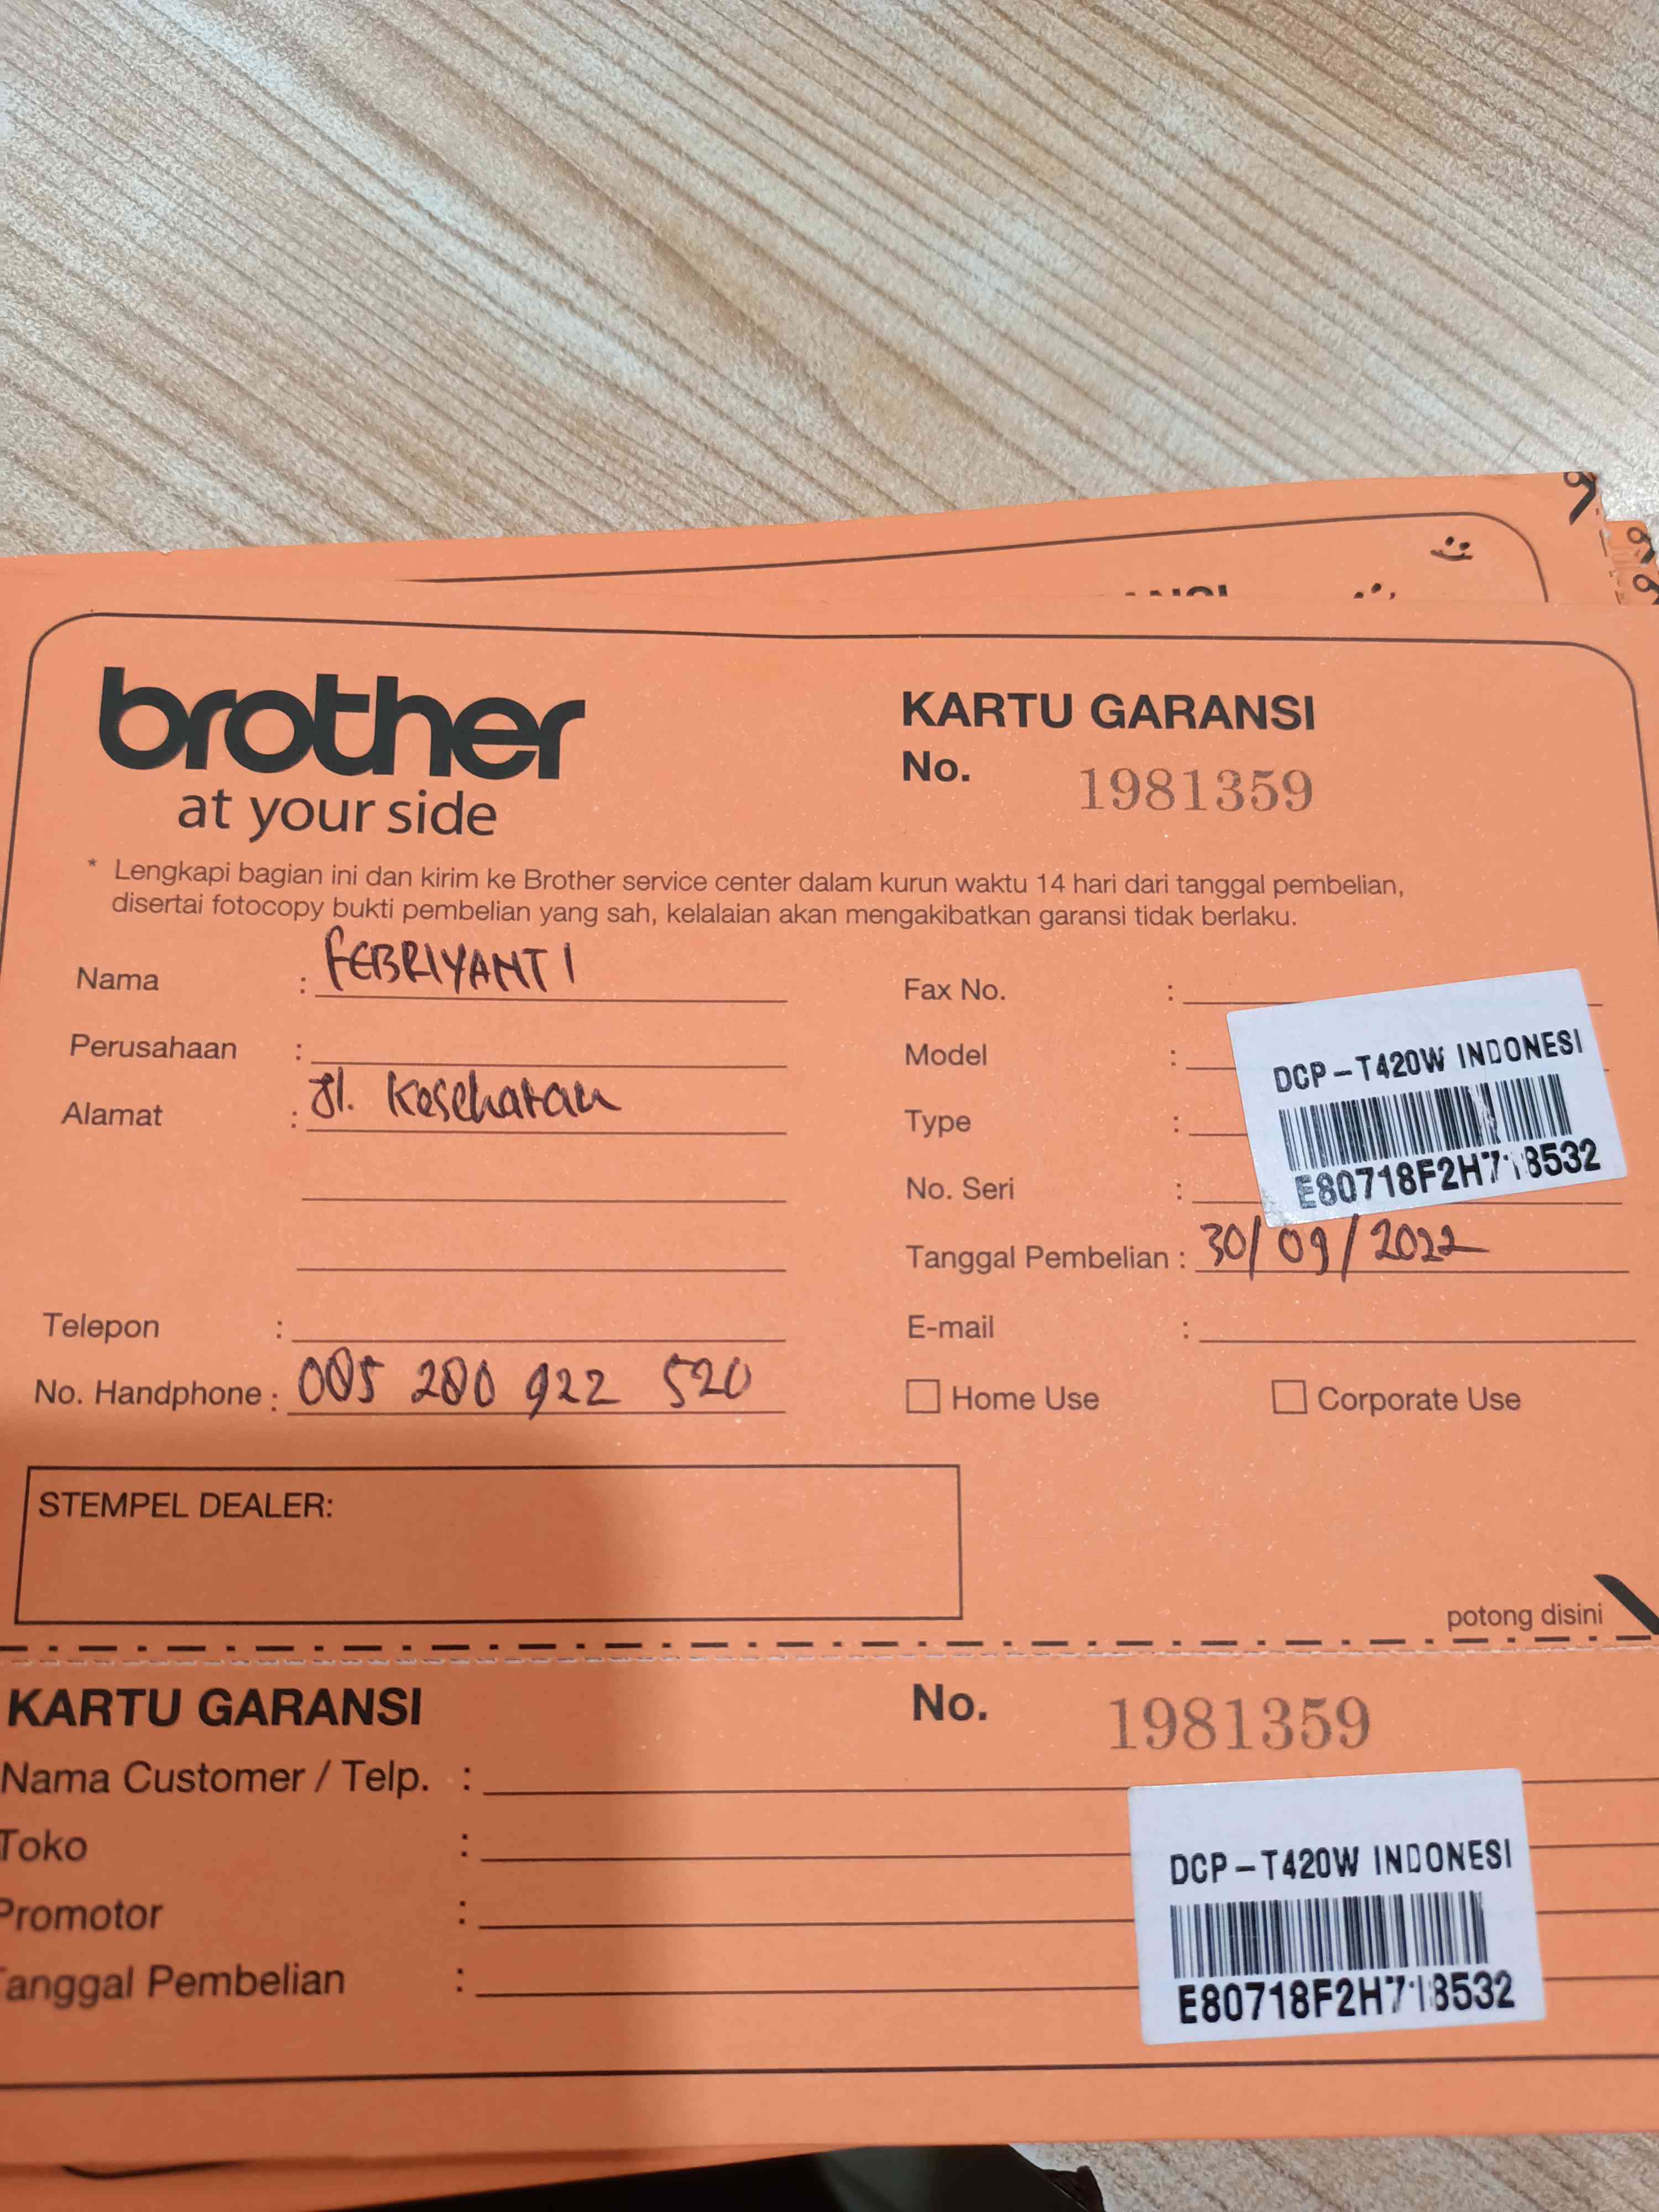 brother
at your side
KARTU GARANSI
No. 1981359
* Lengkapi bagian ini dan kirim ke Brother service center dalam kurun waktu 14 hari dari tanggal pembelian,
disertai fotocopy bukti pembelian yang sah, kelalaian akan mengakibatkan garansi tidak berlaku.
Nama : FEBRIYANTI
Perusahaan :
Alamat : Jl. Kesehatan
Telepon :
No. Handphone : 085 280 922 520
Fax No. :
Model :
Type :
No. Seri :
DCP-T420W INDONESI
E80718F2H718532
Tanggal Pembelian : 30/09/2022
E-mail :
Home Use
Corporate Use
STEMPEL DEALER:
potong disini
KARTU GARANSI
No. 1981359
Nama Customer / Telp. :
Toko :
Promotor :
Tanggal Pembelian :
DCP-T420W INDONESI
E80718F2H718532